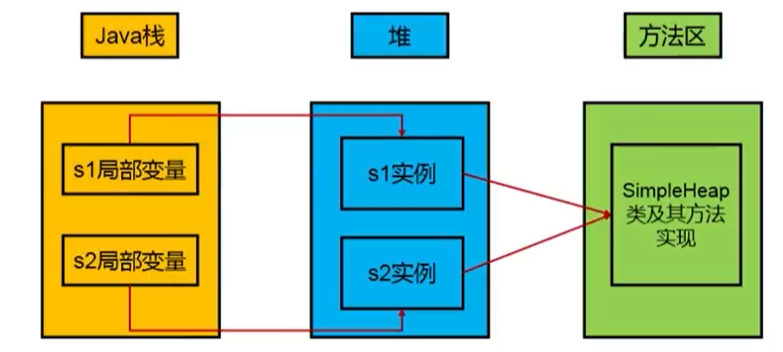 Java栈
堆
方法区
s1局部变量
s1实例
SimpleHeap
类及其方法
实现
s2局部变量
s2实例